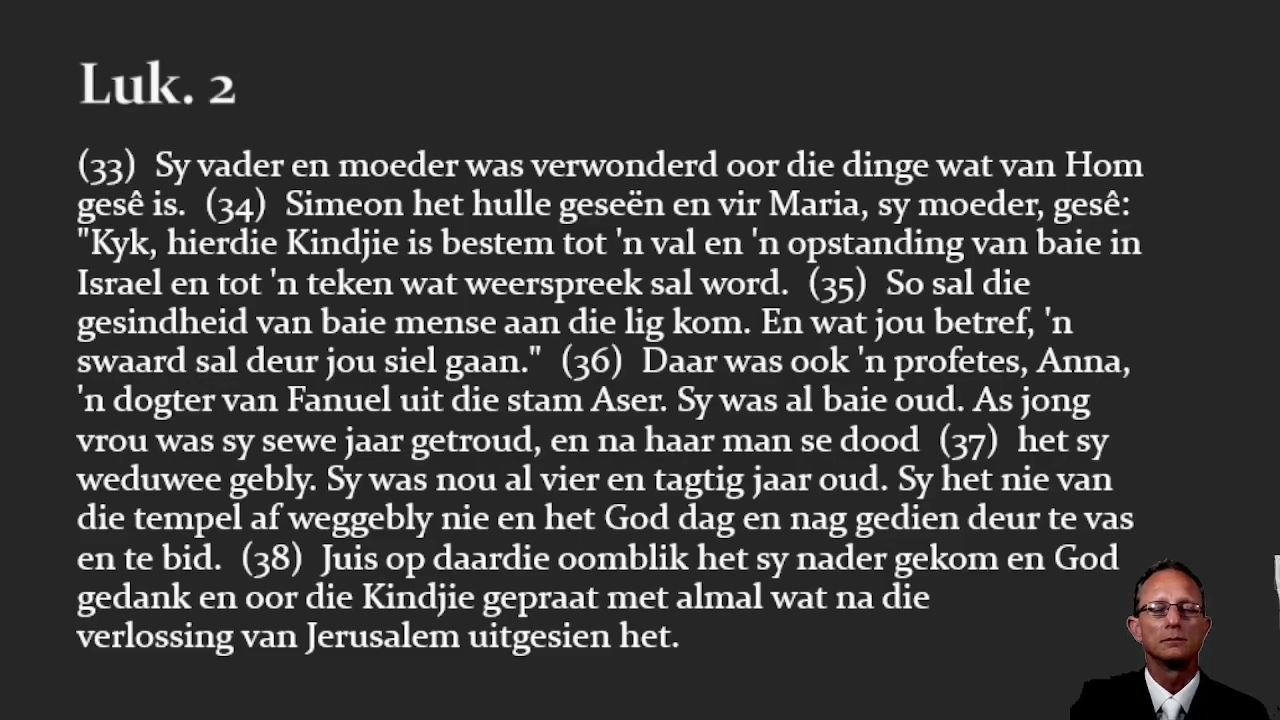 Luk. 2
(33) Sy vader en moeder was verwonderd oor die dinge wat van Hom
gesê is. (34) Simeon het hulle geseën en vir Maria, sy moeder, gesê:
"Kyk, hierdie Kindjie is bestem tot 'n val en 'n opstanding van baie in
Israel en tot 'n teken wat weerspreek sal word. (35) So sal die
gesindheid van baie mense aan die lig kom. En wat jou betref, 'n
swaard sal deur jou siel gaan." (36) Daar was ook 'n profetes, Anna,
'n dogter van Fanuel uit die stam Aser. Sy was al baie oud. As jong
vrou was sy sewe jaar getroud, en na haar man se dood (37) het sy
weduwee gebly. Sy was nou al vier en tagtig jaar oud. Sy het nie van
die tempel af weggebly nie en het God dag en nag gedien deur te vas
en te bid. (38) Juis op daardie oomblik het sy nader gekom en God
gedank en oor die Kindjie gepraat met almal wat na die
verlossing van Jerusalem uitgesien het.